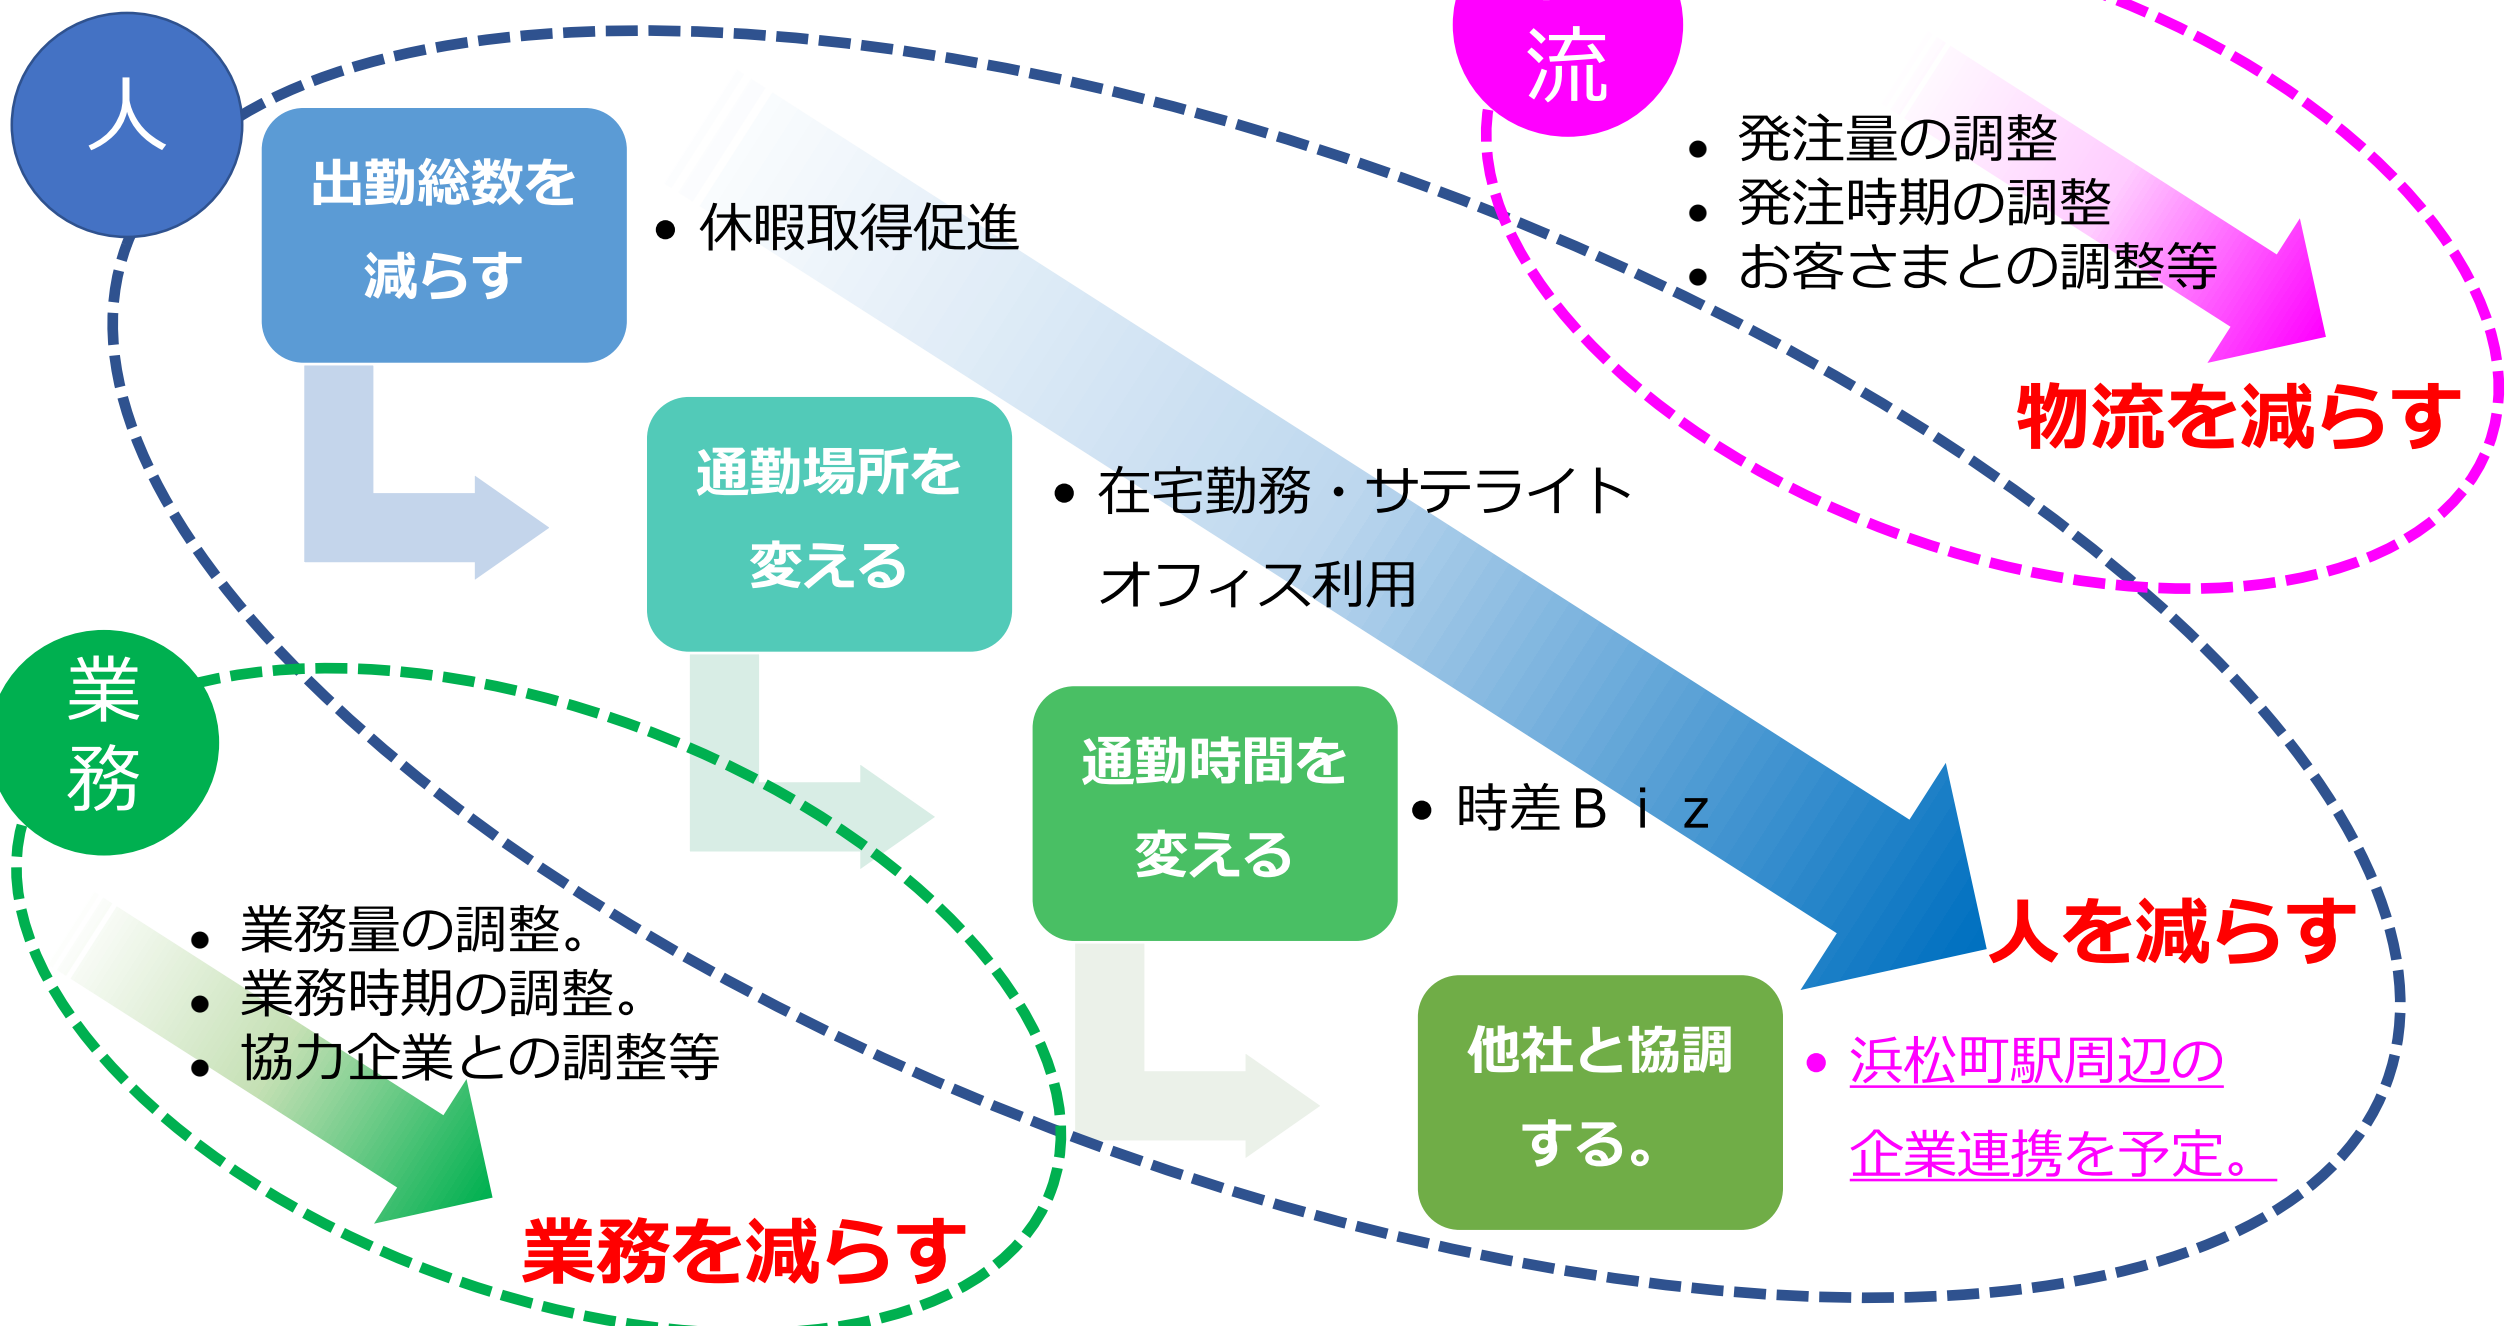 人
出勤総数を
減らす
● 休暇取得促進
流
● 発注量の調整
● 発注時期の調整
● お客さまとの調整等
物流を減らす
通勤場所を
変える
● 在宅勤務・サテライト
オフィス利用
業
務
通勤時間を
変える
● 時差Ｂｉｚ
● 業務量の調整。
● 業務時期の調整。
● 協力企業との調整等
業務を減らす
人を減らす
他社と協調
する。
● 浜松町駅周辺の
企業連携を予定。